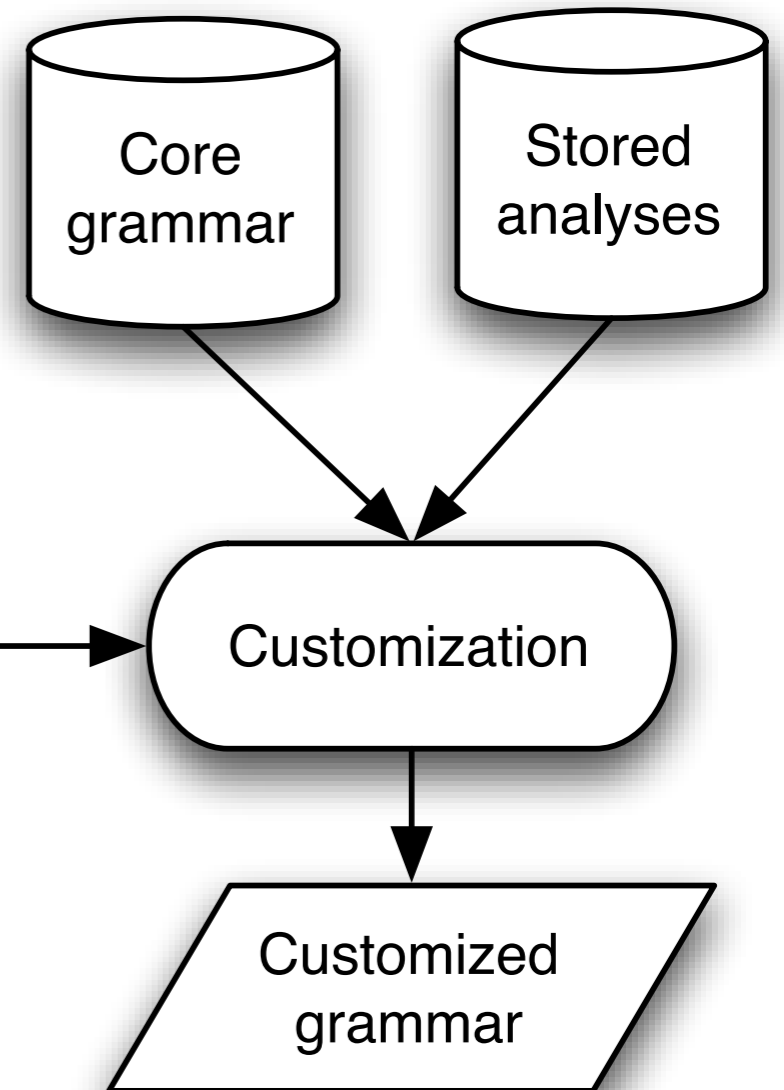 Core
grammar
Stored
analyses
Customization
Customized
grammar